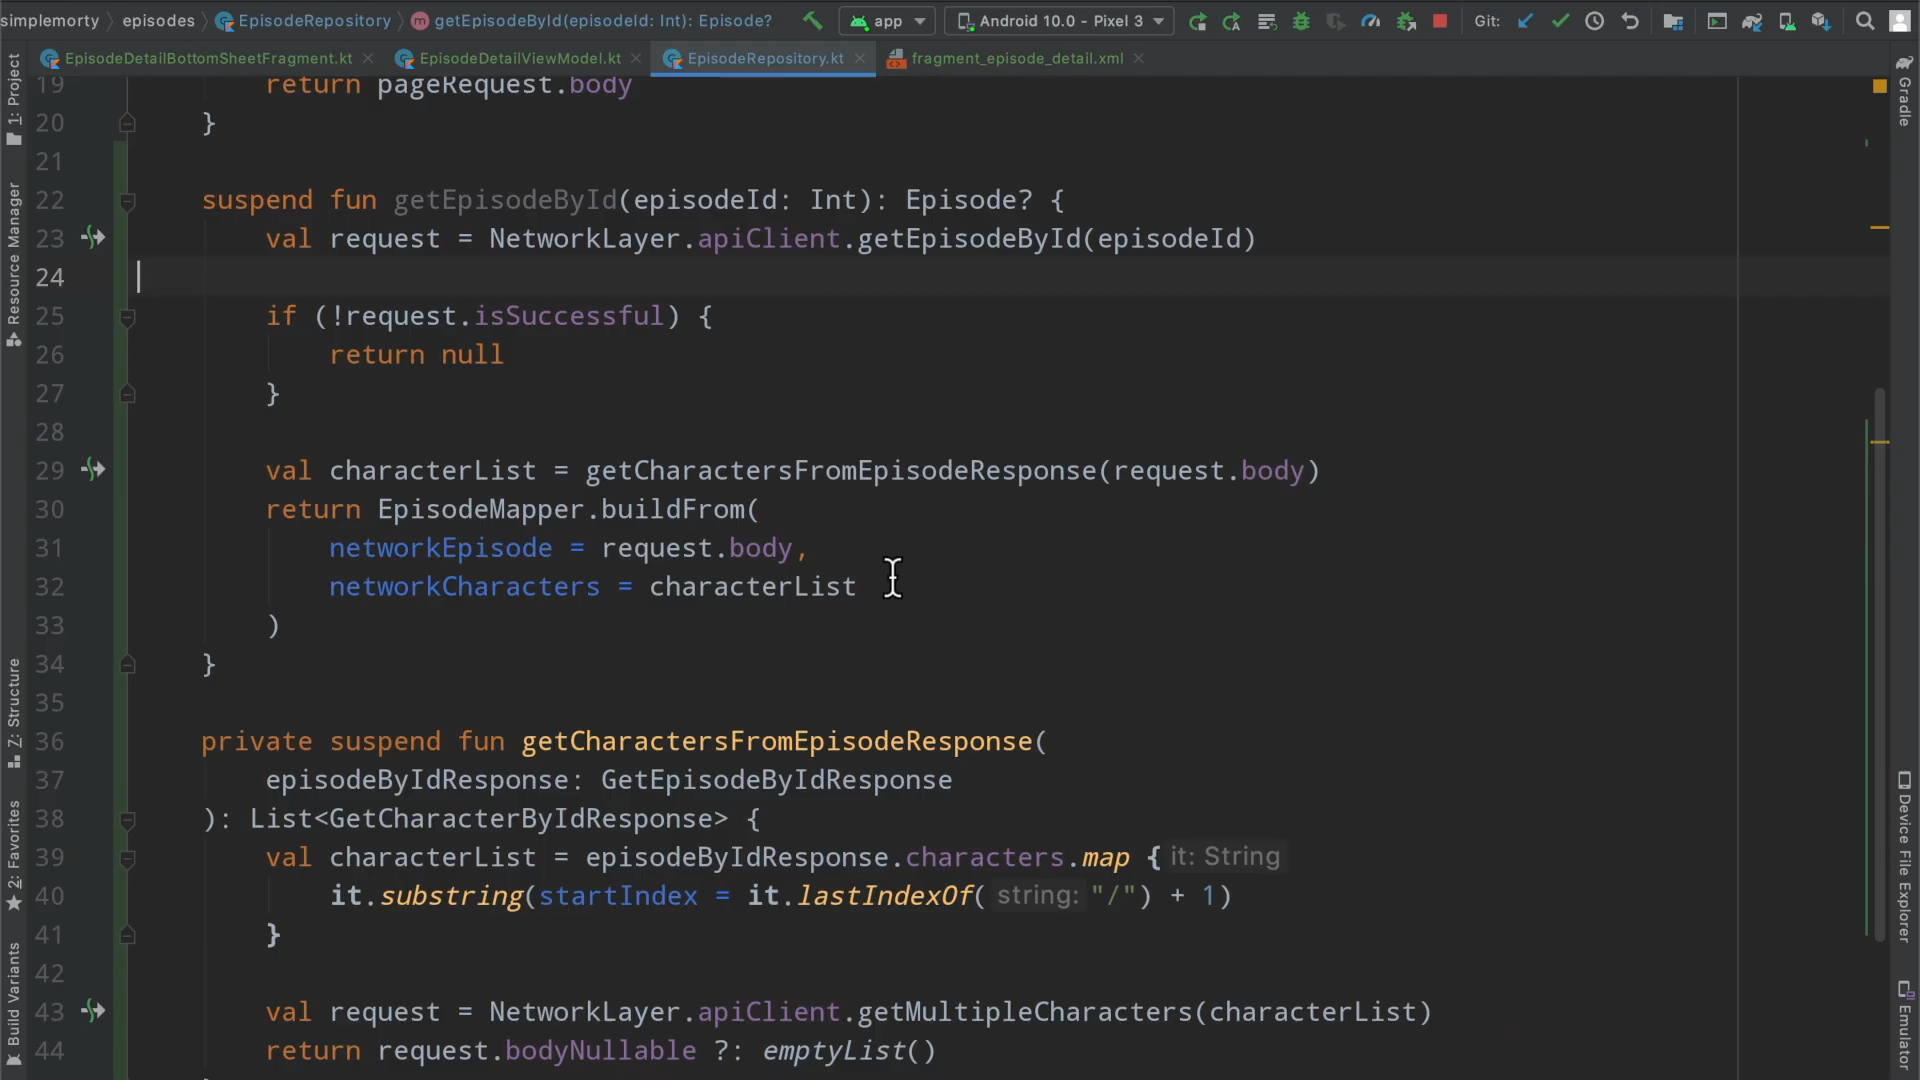 simplemorty episodes EpisodeRepository getEpisodeById(episodeId: Int): Episode? app Android 10.0 - Pixel 3 Git:
EpisodeDetailBottomSheetFragment.kt EpisodeDetailViewModel.kt EpisodeRepository.kt fragment_episode_detail.xml
1: Project
Resource Manager
Z: Structure
2: Favorites
Build Variants
19 return pageRequest.body
20 }
21
22 suspend fun getEpisodeById(episodeId: Int): Episode? {
23 val request = NetworkLayer.apiClient.getEpisodeById(episodeId)
24
25 if (!request.isSuccessful) {
26 return null
27 }
28
29 val characterList = getCharactersFromEpisodeResponse(request.body)
30 return EpisodeMapper.buildFrom(
31 networkEpisode = request.body,
32 networkCharacters = characterList
33 )
34 }
35
36 private suspend fun getCharactersFromEpisodeResponse(
37 episodeByIdResponse: GetEpisodeByIdResponse
38 ): List<GetCharacterByIdResponse> {
39 val characterList = episodeByIdResponse.characters.map { it: String
40 it.substring(startIndex = it.lastIndexOf( string: "/") + 1)
41 }
42
43 val request = NetworkLayer.apiClient.getMultipleCharacters(characterList)
44 return request.bodyNullable ?: emptyList()
Gradle
Device File Explorer
Emulator